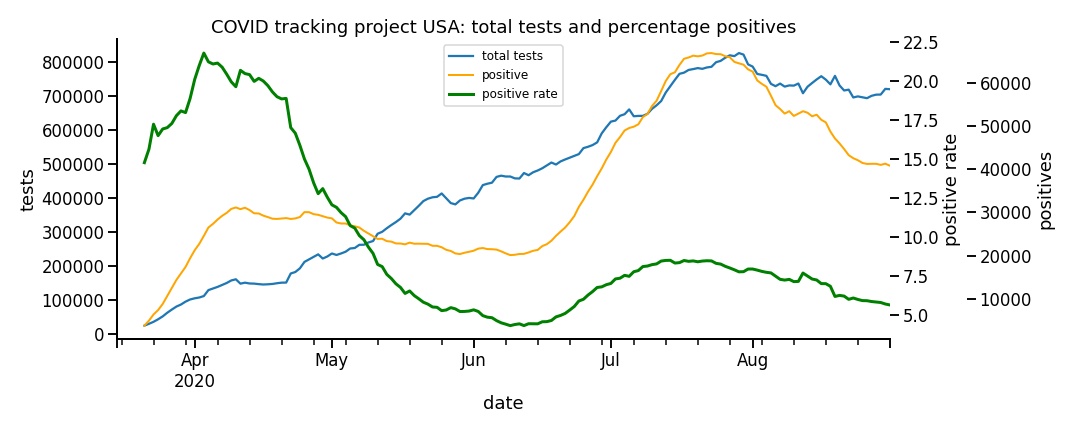 COVID tracking project USA: total tests and percentage positives
total tests
positive
positive rate
800000
700000
600000
500000
400000
300000
200000
100000
0
tests
22.5
20.0
17.5
15.0
12.5
10.0
7.5
5.0
positive rate
60000
50000
40000
30000
20000
10000
positives
Apr
2020
May
Jun
Jul
Aug
date